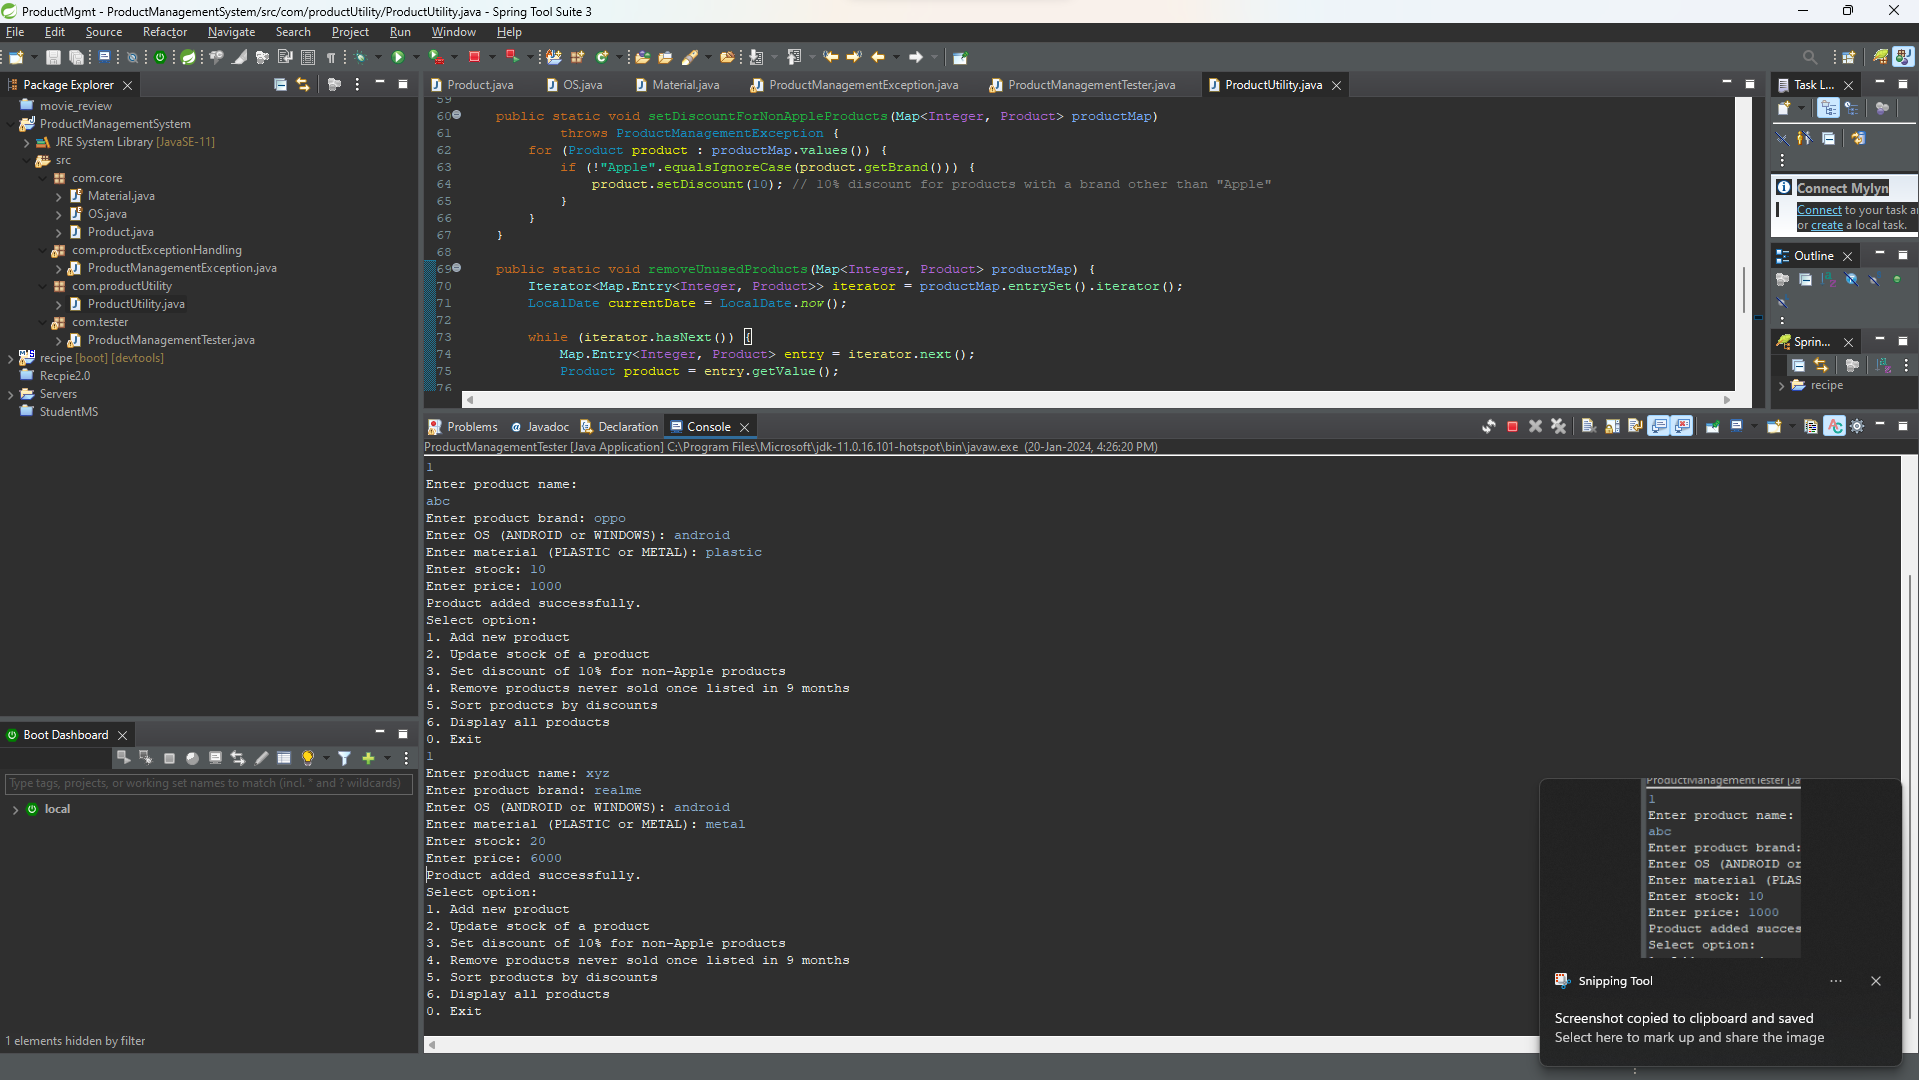 ProductMgmt - ProductManagementSystem/src/com/productUtility/ProductUtility.java - Spring Tool Suite 3
File Edit Source Refactor Navigate Search Project Run Window Help
Package Explorer
movie_review
ProductManagementSystem
JRE System Library [JavaSE-11]
src
com.core
Material.java
OS.java
Product.java
com.productExceptionHandling
ProductManagementException.java
com.productUtility
ProductUtility.java
com.tester
ProductManagementTester.java
recipe [boot] [devtools]
Recpie2.0
Servers
StudentMS
Boot Dashboard
Type tags, projects, or working set names to match (incl. * and ? wildcards)
local
1 elements hidden by filter
Product.java OS.java Material.java ProductManagementException.java ProductManagementTester.java ProductUtility.java
59
60 public static void setDiscountForNonAppleProducts(Map<Integer, Product> productMap)
61 throws ProductManagementException {
62 for (Product product : productMap.values()) {
63 if (!"Apple".equalsIgnoreCase(product.getBrand())) {
64 product.setDiscount(10); // 10% discount for products with a brand other than "Apple"
65 }
66 }
67 }
68
69 public static void removeUnusedProducts(Map<Integer, Product> productMap) {
70 Iterator<Map.Entry<Integer, Product>> iterator = productMap.entrySet().iterator();
71 LocalDate currentDate = LocalDate.now();
72
73 while (iterator.hasNext()) {
74 Map.Entry<Integer, Product> entry = iterator.next();
75 Product product = entry.getValue();
76
Problems Javadoc Declaration Console
ProductManagementTester [Java Application] C:\Program Files\Microsoft\jdk-11.0.16.101-hotspot\bin\javaw.exe (20-Jan-2024, 4:26:20 PM)
1
Enter product name:
abc
Enter product brand: oppo
Enter OS (ANDROID or WINDOWS): android
Enter material (PLASTIC or METAL): plastic
Enter stock: 10
Enter price: 1000
Product added successfully.
Select option:
1. Add new product
2. Update stock of a product
3. Set discount of 10% for non-Apple products
4. Remove products never sold once listed in 9 months
5. Sort products by discounts
6. Display all products
0. Exit
1
Enter product name: xyz
Enter product brand: realme
Enter OS (ANDROID or WINDOWS): android
Enter material (PLASTIC or METAL): metal
Enter stock: 20
Enter price: 6000
Product added successfully.
Select option:
1. Add new product
2. Update stock of a product
3. Set discount of 10% for non-Apple products
4. Remove products never sold once listed in 9 months
5. Sort products by discounts
6. Display all products
0. Exit
Task L...
Connect Mylyn
Connect to your task a
or create a local task.
Outline
Sprin...
recipe
ProductManagementTester [Ja
1
Enter product name:
abc
Enter product brand:
Enter OS (ANDROID or
Enter material (PLAS
Enter stock: 10
Enter price: 1000
Product added succes
Select option:
Snipping Tool
Screenshot copied to clipboard and saved
Select here to mark up and share the image